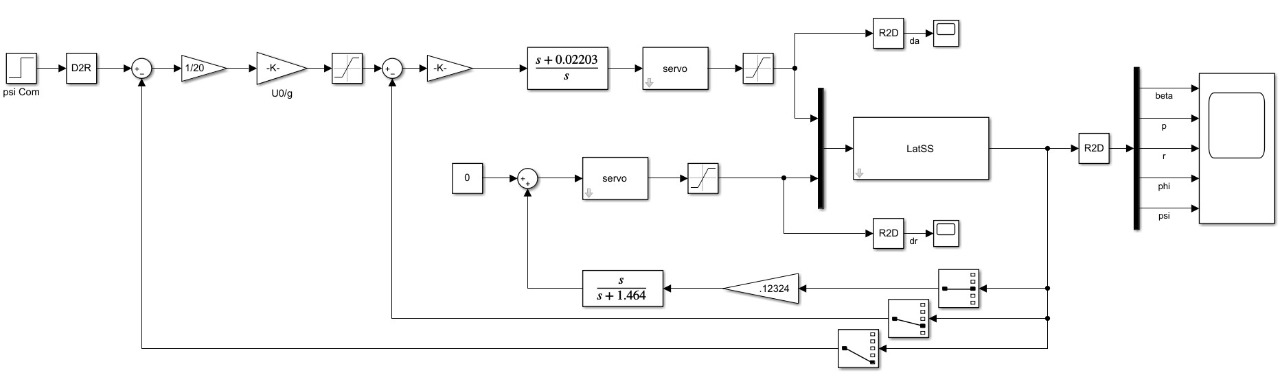 psi Com
D2R
1/20
-K-
U0/g
-K-
s + 0.02203
s
servo
R2D
da
0
servo
LatSS
R2D
dr
R2D
beta
p
r
phi
psi
s
s + 1.464
.12324